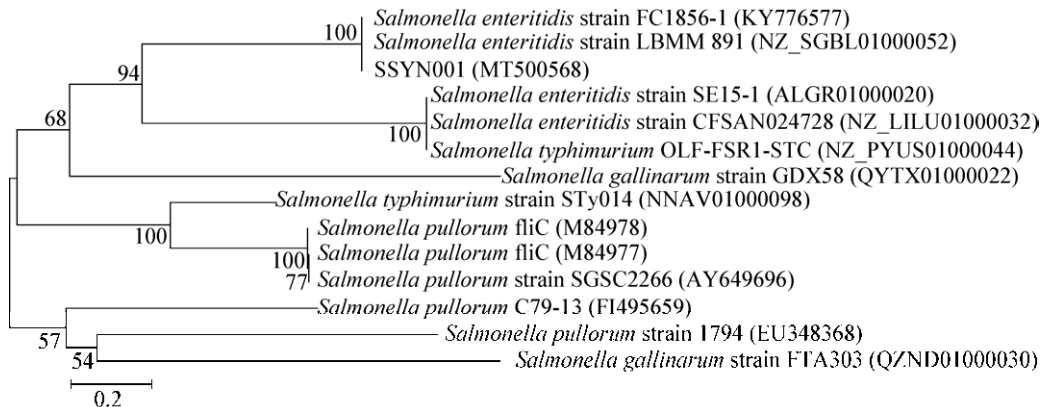 Salmonella enteritidis strain FC1856-1 (KY776577)
100
Salmonella enteritidis strain LBMM 891 (NZ_SGBL01000052)
SSYN001 (MT500568)
94
Salmonella enteritidis strain SE15-1 (ALGR01000020)
68
Salmonella enteritidis strain CFSAN024728 (NZ_LILU01000032)
100
Salmonella typhimurium OLF-FSR1-STC (NZ_PYUS01000044)
Salmonella gallinarum strain GDX58 (QYTX01000022)
Salmonella typhimurium strain STy014 (NNAV01000098)
Salmonella pullorum fliC (M84978)
100
Salmonella pullorum fliC (M84977)
100
77
Salmonella pullorum strain SGSC2266 (AY649696)
Salmonella pullorum C79-13 (FI495659)
57
Salmonella pullorum strain 1794 (EU348368)
54
Salmonella gallinarum strain FTA303 (QZND01000030)
0.2